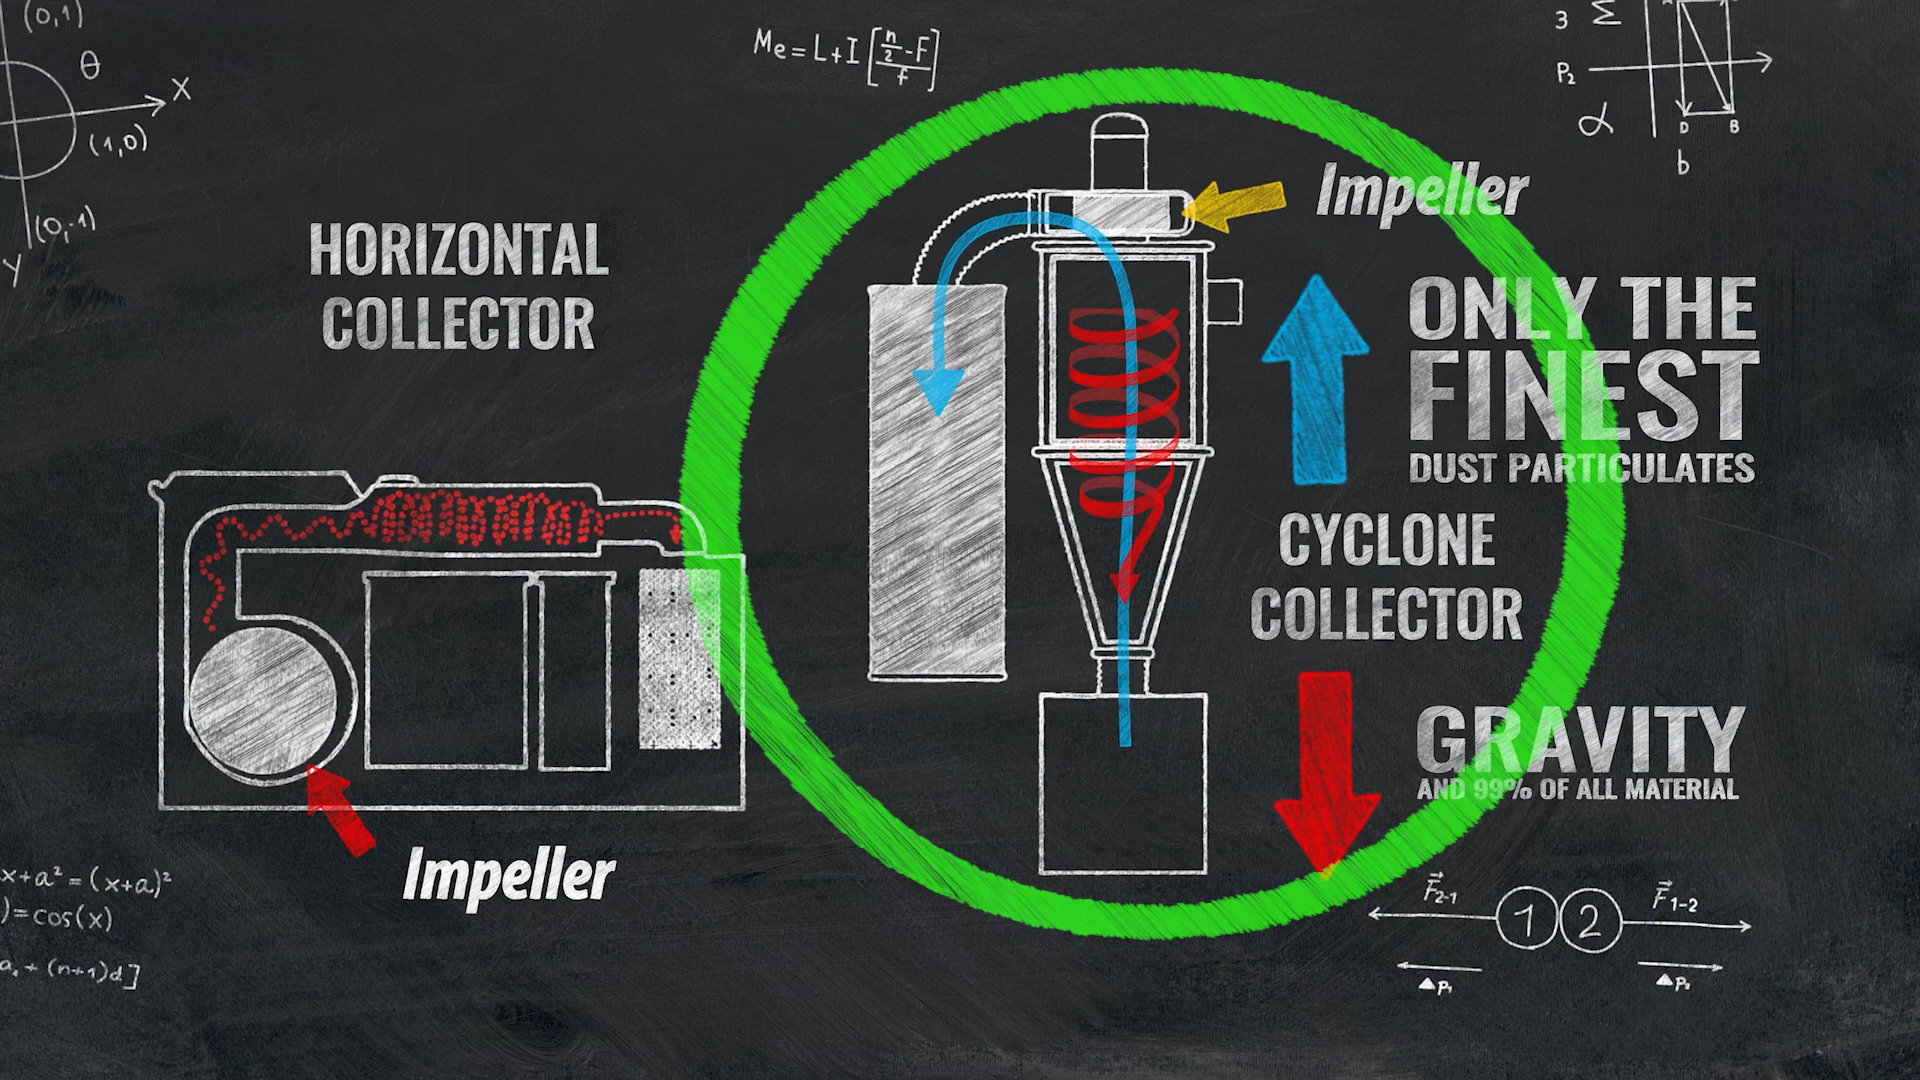 (0,1)
θ
X
(1,0)
(0,-1)
y
Me=L+I[n/2-F/f]
3 Σ
P₂
α
D B
b
HORIZONTAL
COLLECTOR
Impeller
Impeller
ONLY THE
FINEST
DUST PARTICULATES
CYCLONE
COLLECTOR
GRAVITY
AND 99% OF ALL MATERIAL
x+a²=(x+a)²
)=cos(x)
+(n+1)d]
F₂₋₁ F₁₋₂
1 2